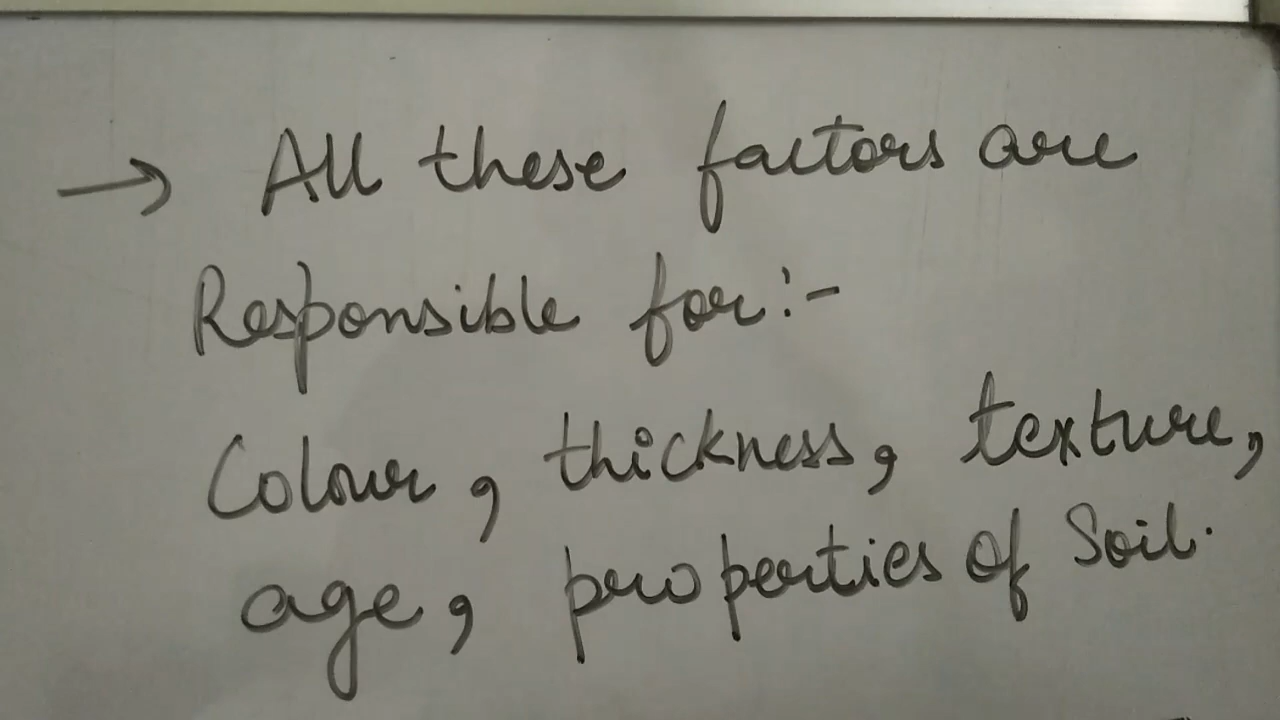 → All these factors are
Responsible for:-
Colour, thickness, texture,
age, properties of Soil.